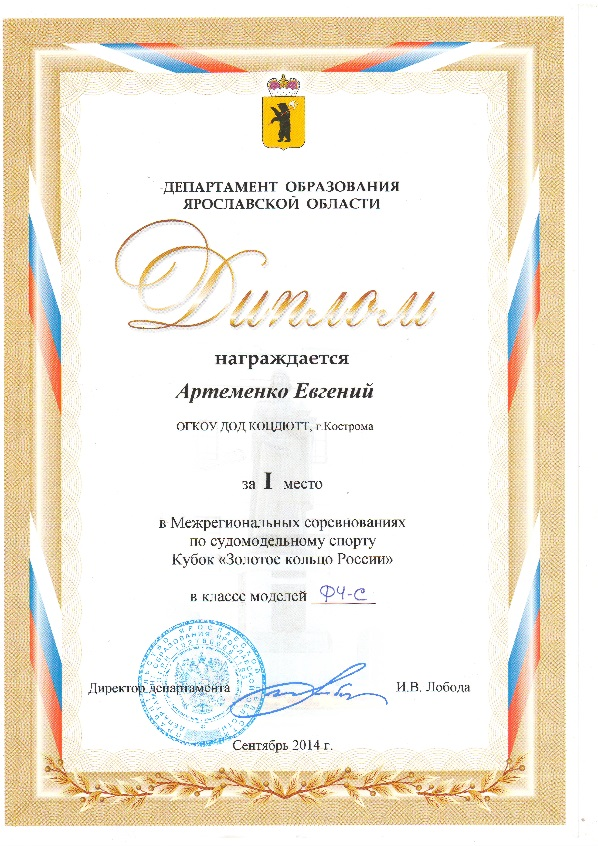 ДЕПАРТАМЕНТ ОБРАЗОВАНИЯ
ЯРОСЛАВСКОЙ ОБЛАСТИ
Диплом
награждается
Артеменко Евгений
ОГКОУ ДОД КОЦДЮТТ, г.Кострома
за I место
в Межрегиональных соревнованиях
по судомодельному спорту
Кубок «Золотое кольцо России»
в классе моделей Ф4-С
Директор департамента И.В. Лобода
Сентябрь 2014 г.